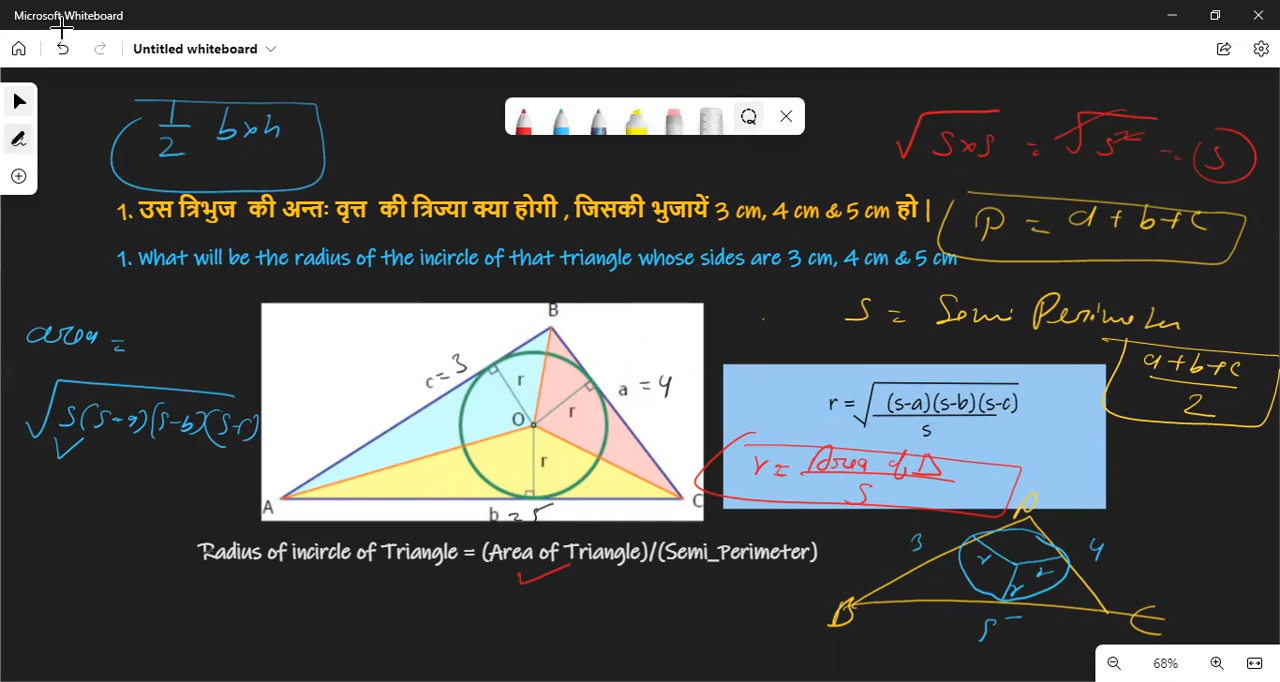 Microsoft Whiteboard
Untitled whiteboard
1/2 b×h
√s×s = √s² = s
1. उस त्रिभुज की अन्तः वृत्त की त्रिज्या क्या होगी , जिसकी भुजायें 3 cm, 4 cm & 5 cm हो |
P = a + b + c
1. What will be the radius of the incircle of that triangle whose sides are 3 cm, 4 cm & 5 cm
S = Semi Perimeter
a+b+c / 2
area =
√s(s-a)(s-b)(s-c)
B
c = 3
a = 4
r
r
O
r
A
C
b = 5
r = √(s-a)(s-b)(s-c) / s
r = Area of Δ / S
Radius of incircle of Triangle = (Area of Triangle)/(Semi_Perimeter)
A
3
4
r
r
r
B
C
5
68%